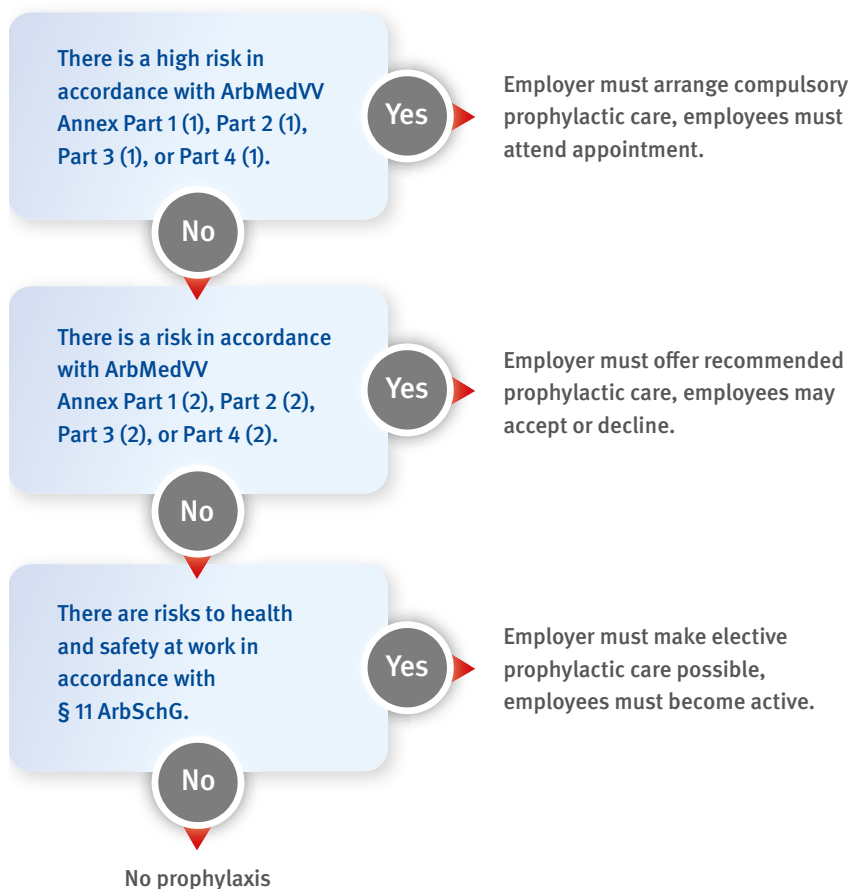 There is a high risk in
accordance with ArbMedVV
Annex Part 1 (1), Part 2 (1),
Part 3 (1), or Part 4 (1).
Yes
Employer must arrange compulsory
prophylactic care, employees must
attend appointment.
No
There is a risk in accordance
with ArbMedVV
Annex Part 1 (2), Part 2 (2),
Part 3 (2), or Part 4 (2).
Yes
Employer must offer recommended
prophylactic care, employees may
accept or decline.
No
There are risks to health
and safety at work in
accordance with
§ 11 ArbSchG.
Yes
Employer must make elective
prophylactic care possible,
employees must become active.
No
No prophylaxis